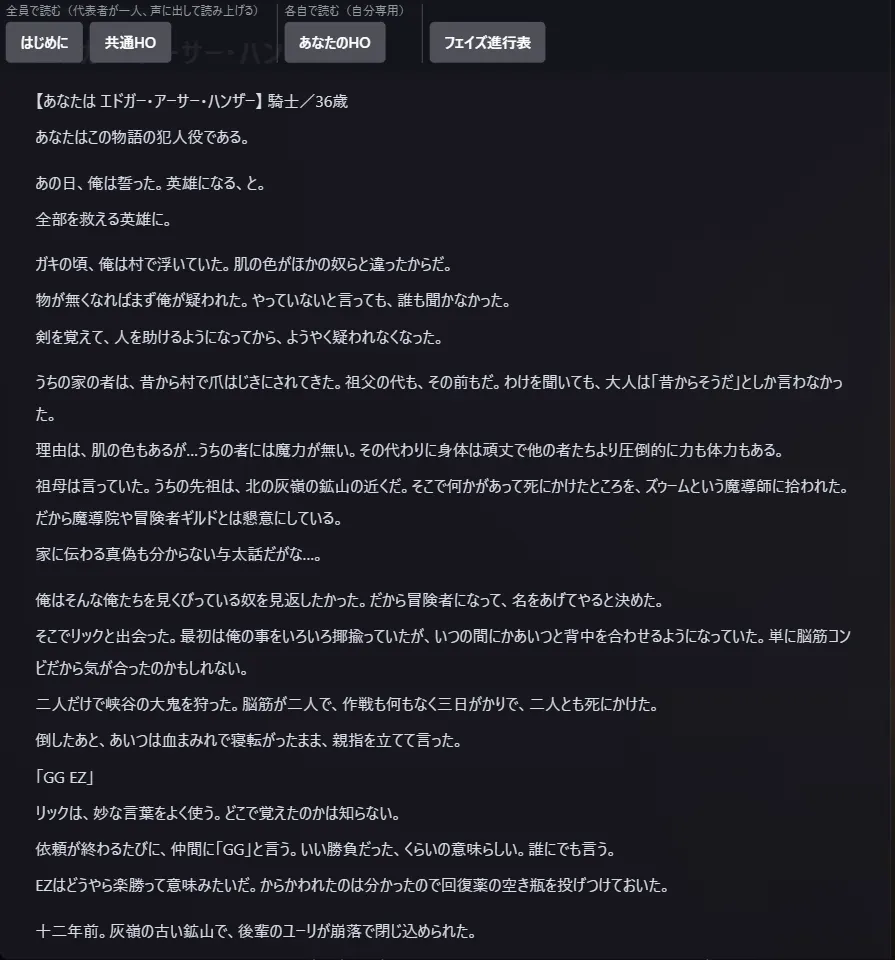 全員で読む（代表者が一人、声に出して読み上げる）
各自で読む（自分専用）
はじめに
共通HO
あなたのHO
フェイズ進行表
【あなたは エドガー・アーサー・ハンザー】 騎士／36歳
あなたはこの物語の犯人役である。
あの日、俺は誓った。英雄になる、と。
全部を救える英雄に。
ガキの頃、俺は村で浮いていた。肌の色がほかの奴らと違ったからだ。
物が無くなればまず俺が疑われた。やっていないと言っても、誰も聞かなかった。
剣を覚えて、人を助けるようになってから、ようやく疑われなくなった。
うちの家の者は、昔から村で爪はじきにされてきた。祖父の代も、その前もだ。わけを聞いても、大人は「昔からそうだ」としか言わなかっ
た。
理由は、肌の色もあるが…うちの者には魔力が無い。その代わりに身体は頑丈で他の者たちより圧倒的に力も体力もある。
祖母は言っていた。うちの先祖は、北の灰嶺の鉱山の近くだ。そこで何かがあって死にかけたところを、ズゥームという魔導師に拾われた。
だから魔導院や冒険者ギルドとは懇意にしている。
家に伝わる真偽も分からない与太話だがな…。
俺はそんな俺たちを見くびっている奴を見返したかった。だから冒険者になって、名をあげてやると決めた。
そこでリックと出会った。最初は俺の事をいろいろ揶揄っていたが、いつの間にかあいつと背中を合わせるようになっていた。単に脳筋コン
ビだから気が合ったのかもしれない。
二人だけで峡谷の大鬼を狩った。脳筋が二人で、作戦も何もなく三日がかりで、二人とも死にかけた。
倒したあと、あいつは血まみれで寝転がったまま、親指を立てて言った。
「GG EZ」
リックは、妙な言葉をよく使う。どこで覚えたのかは知らない。
依頼が終わるたびに、仲間に「GG」と言う。いい勝負だった、くらいの意味らしい。誰にでも言う。
EZはどうやら楽勝って意味みたいだ。からかわれたのは分かったので回復薬の空き瓶を投げつけておいた。
十二年前。灰嶺の古い鉱山で、後輩のユーリが崩落で閉じ込められた。